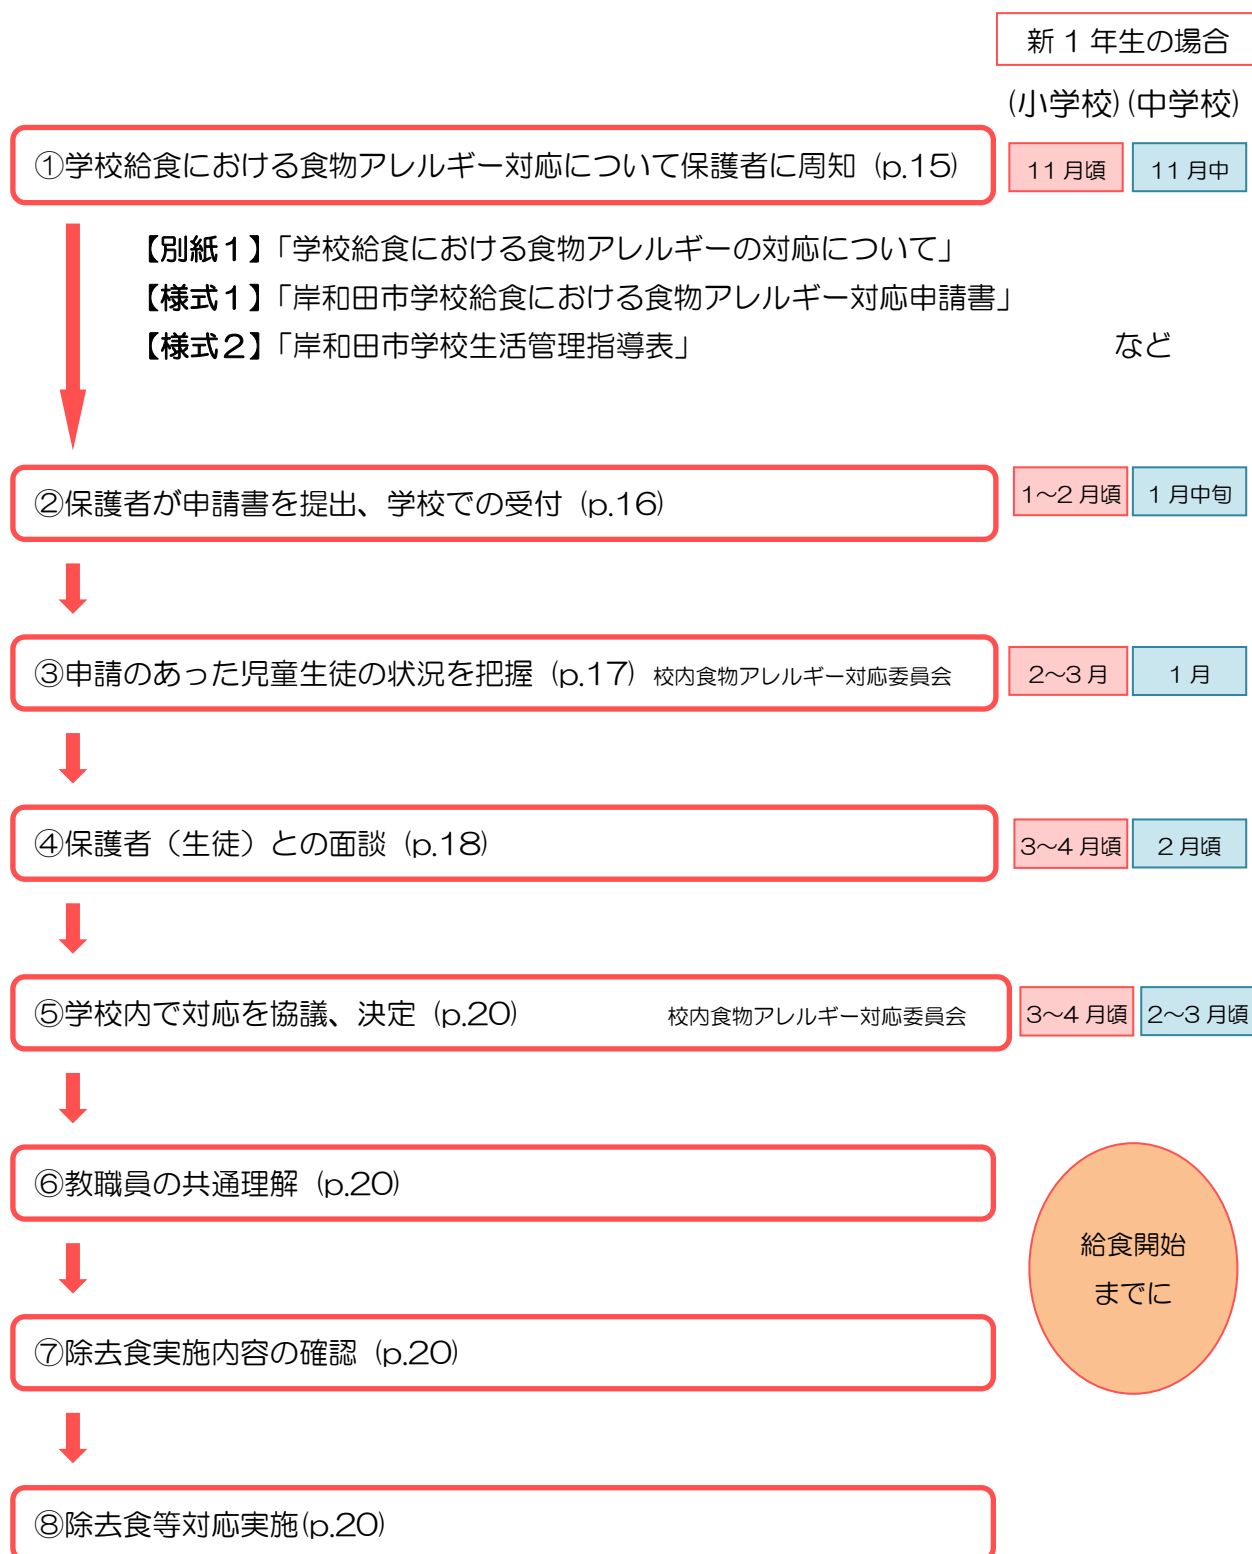 新1年生の場合
(小学校)(中学校)
①学校給食における食物アレルギー対応について保護者に周知 (p.15) 11月頃 11月中
【別紙1】「学校給食における食物アレルギーの対応について」
【様式1】「岸和田市学校給食における食物アレルギー対応申請書」
【様式2】「岸和田市学校生活管理指導表」 など
②保護者が申請書を提出、学校での受付 (p.16) 1～2月頃 1月中旬
③申請のあった児童生徒の状況を把握 (p.17) 校内食物アレルギー対応委員会 2～3月 1月
④保護者（生徒）との面談 (p.18) 3～4月頃 2月頃
⑤学校内で対応を協議、決定 (p.20) 校内食物アレルギー対応委員会 3～4月頃 2～3月頃
⑥教職員の共通理解 (p.20)
給食開始
までに
⑦除去食実施内容の確認 (p.20)
⑧除去食等対応実施(p.20)